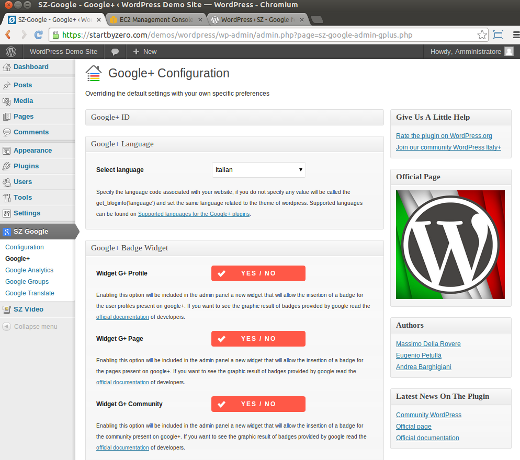 SZ-Google - Google+ ‹ WordPress Demo Site — WordPress - Chromium
SZ-Google - Google+ ‹ W
EC2 Management Console
WordPress › SZ - Google
https://startbyzero.com/demos/wordpress/wp-admin/admin.php?page=sz-google-admin-gplus.php
WordPress Demo Site
New
Howdy, Amministratore
Dashboard
Posts
Media
Pages
Comments
Appearance
Plugins
Users
Tools
Settings
SZ Google
Configuration
Google+
Google Analytics
Google Groups
Google Translate
SZ Video
Collapse menu
Google+ Configuration
Overriding the default settings with your own specific preferences
Google+ ID
Google+ Language
Select language
Italian
Specify the language code associated with your website, if you do not specify any value will be called the
get_bloginfo('language') and set the same language related to the theme of wordpress. Supported languages
can be found on Supported languages for the Google+ plugins.
Google+ Badge Widget
Widget G+ Profile
YES / NO
Enabling this option will be included in the admin panel a new widget that will allow the insertion of a badge for
the user profiles present on google+. If you want to see the graphic result of badges provided by google read the
official documentation of developers.
Widget G+ Page
YES / NO
Enabling this option will be included in the admin panel a new widget that will allow the insertion of a badge for
the pages present on google+. If you want to see the graphic result of badges provided by google read the
official documentation of developers.
Widget G+ Community
YES / NO
Enabling this option will be included in the admin panel a new widget that will allow the insertion of a badge for
the community present on google+. If you want to see the graphic result of badges provided by google read the
official documentation of developers.
Give Us A Little Help
Rate the plugin on WordPress.org
Join our community WordPress Italy+
Official Page
Authors
Massimo Della Rovere
Eugenio Petullà
Andrea Barghigiani
Latest News On The Plugin
Community WordPress
Official page
Official documentation